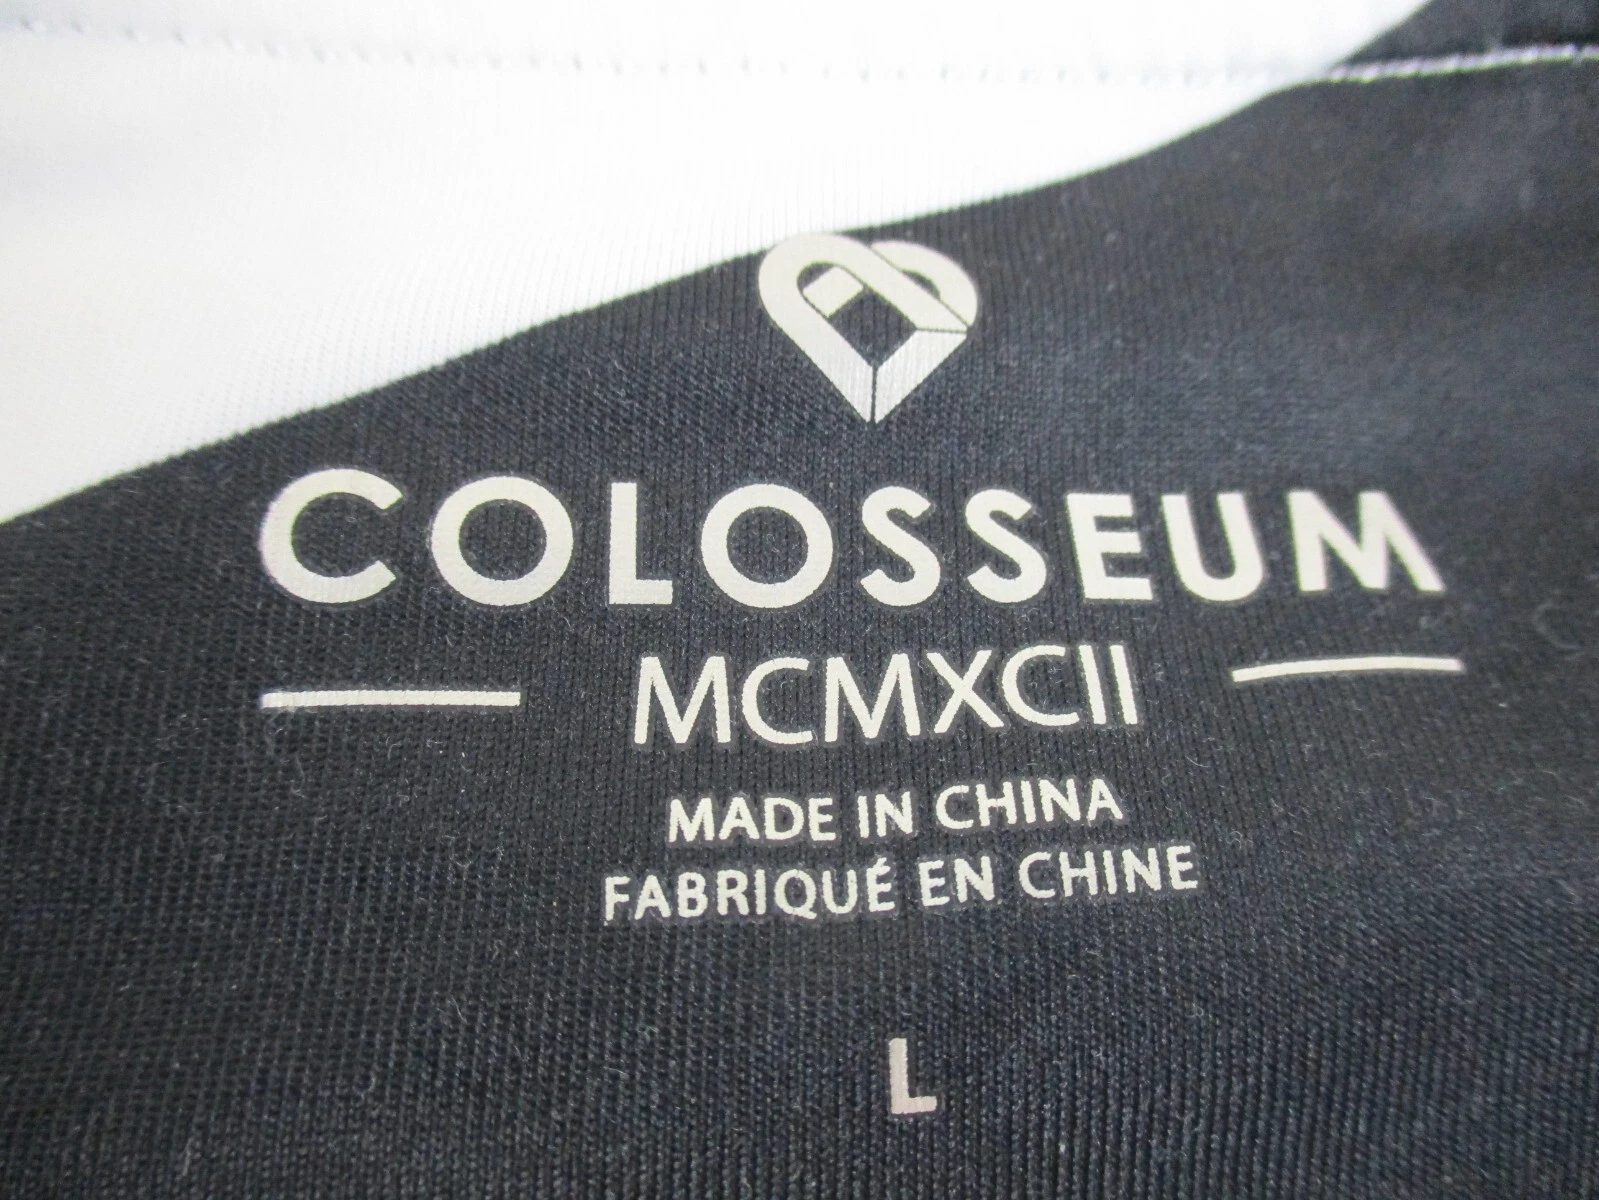 COLOSSEUM
MCMXCII
MADE IN CHINA
FABRIQUÉ EN CHINE
L